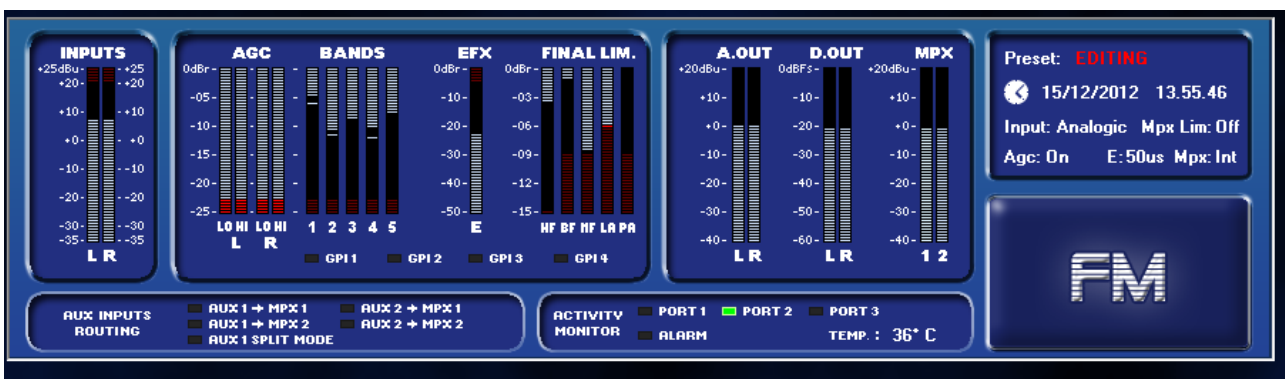 INPUTS
+25dBu +25
+20 +20
+10 +10
+0 +0
-10 -10
-20 -20
-30 -30
-35 -35
L R
AGC BANDS EFX FINAL LIM.
0dBr 0dBr 0dBr
-05 -10 -03
-10 -20 -06
-15 -30 -09
-20 -40 -12
-25 -50 -15
LO HI LO HI 1 2 3 4 5 E HF BF MF LA PA
L R
GPI 1 GPI 2 GPI 3 GPI 4
A.OUT D.OUT MPX
+20dBu 0dBFs +20dBu
+10 -10 +10
+0 -20 +0
-10 -30 -10
-20 -40 -20
-30 -50 -30
-40 -60 -40
L R L R 1 2
Preset: EDITING
15/12/2012 13.55.46
Input: Analogic Mpx Lim: Off
Agc: On E: 50us Mpx: Int
FM
AUX INPUTS
ROUTING
AUX 1 → MPX 1 AUX 2 → MPX 1
AUX 1 → MPX 2 AUX 2 → MPX 2
AUX 1 SPLIT MODE
ACTIVITY
MONITOR
PORT 1 PORT 2 PORT 3
ALARM TEMP. : 36° C